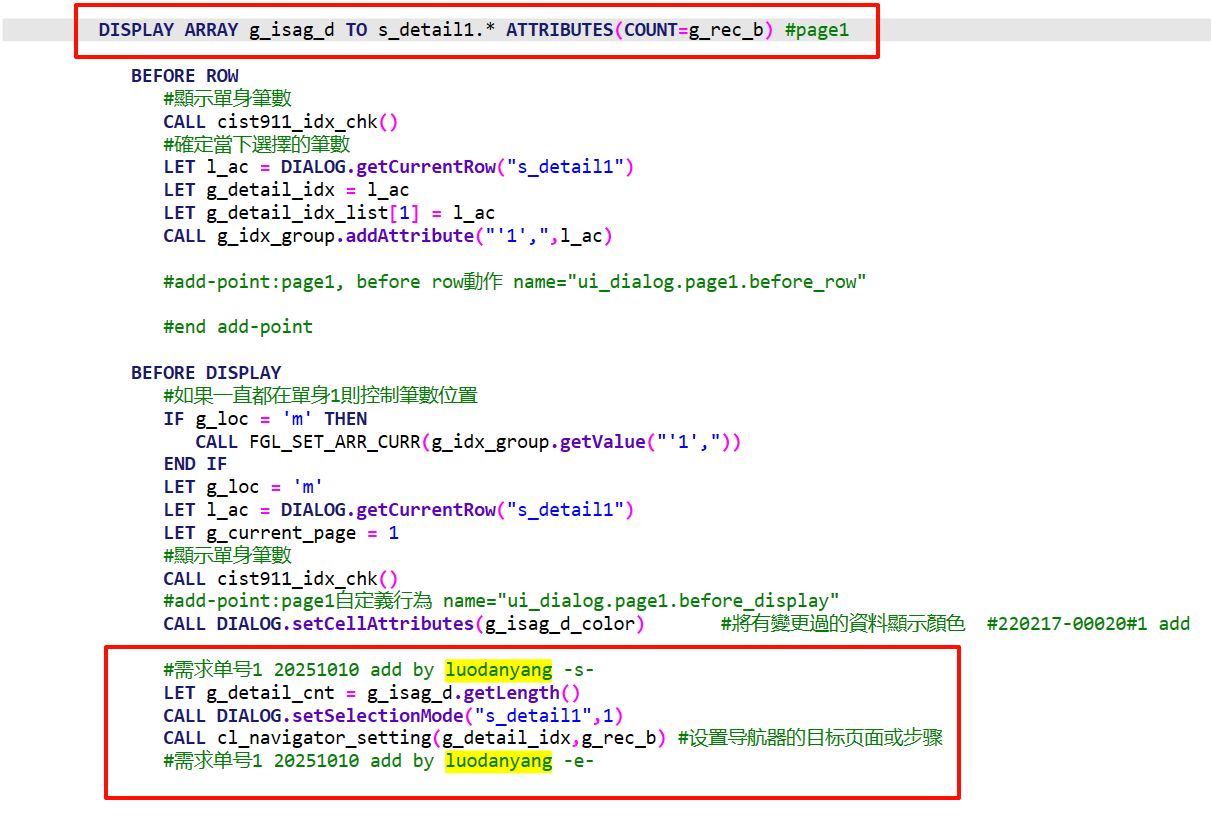 DISPLAY ARRAY g_isag_d TO s_detail1.* ATTRIBUTES(COUNT=g_rec_b) #page1
BEFORE ROW
#顯示單身筆數
CALL cist911_idx_chk()
#確定當下選擇的筆數
LET l_ac = DIALOG.getCurrentRow("s_detail1")
LET g_detail_idx = l_ac
LET g_detail_idx_list[1] = l_ac
CALL g_idx_group.addAttribute("'1',",l_ac)
#add-point:page1, before row動作 name="ui_dialog.page1.before_row"
#end add-point
BEFORE DISPLAY
#如果一直都在單身1則控制筆數位置
IF g_loc = 'm' THEN
CALL FGL_SET_ARR_CURR(g_idx_group.getValue("'1',"))
END IF
LET g_loc = 'm'
LET l_ac = DIALOG.getCurrentRow("s_detail1")
LET g_current_page = 1
#顯示單身筆數
CALL cist911_idx_chk()
#add-point:page1自定義行為 name="ui_dialog.page1.before_display"
CALL DIALOG.setCellAttributes(g_isag_d_color) #將有變更過的資料顯示顏色 #220217-00020#1 add
#需求单号1 20251010 add by luodanyang -s-
LET g_detail_cnt = g_isag_d.getLength()
CALL DIALOG.setSelectionMode("s_detail1",1)
CALL cl_navigator_setting(g_detail_idx,g_rec_b) #设置导航器的目标页面或步骤
#需求单号1 20251010 add by luodanyang -e-